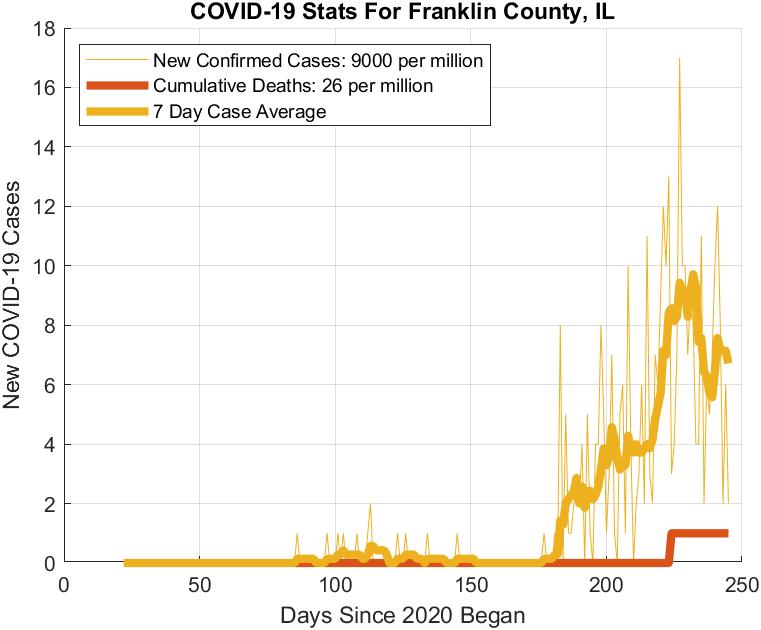 COVID-19 Stats For Franklin County, IL
18
16
14
12
10
8
6
4
2
0
New COVID-19 Cases
New Confirmed Cases: 9000 per million
Cumulative Deaths: 26 per million
7 Day Case Average
0 50 100 150 200 250
Days Since 2020 Began